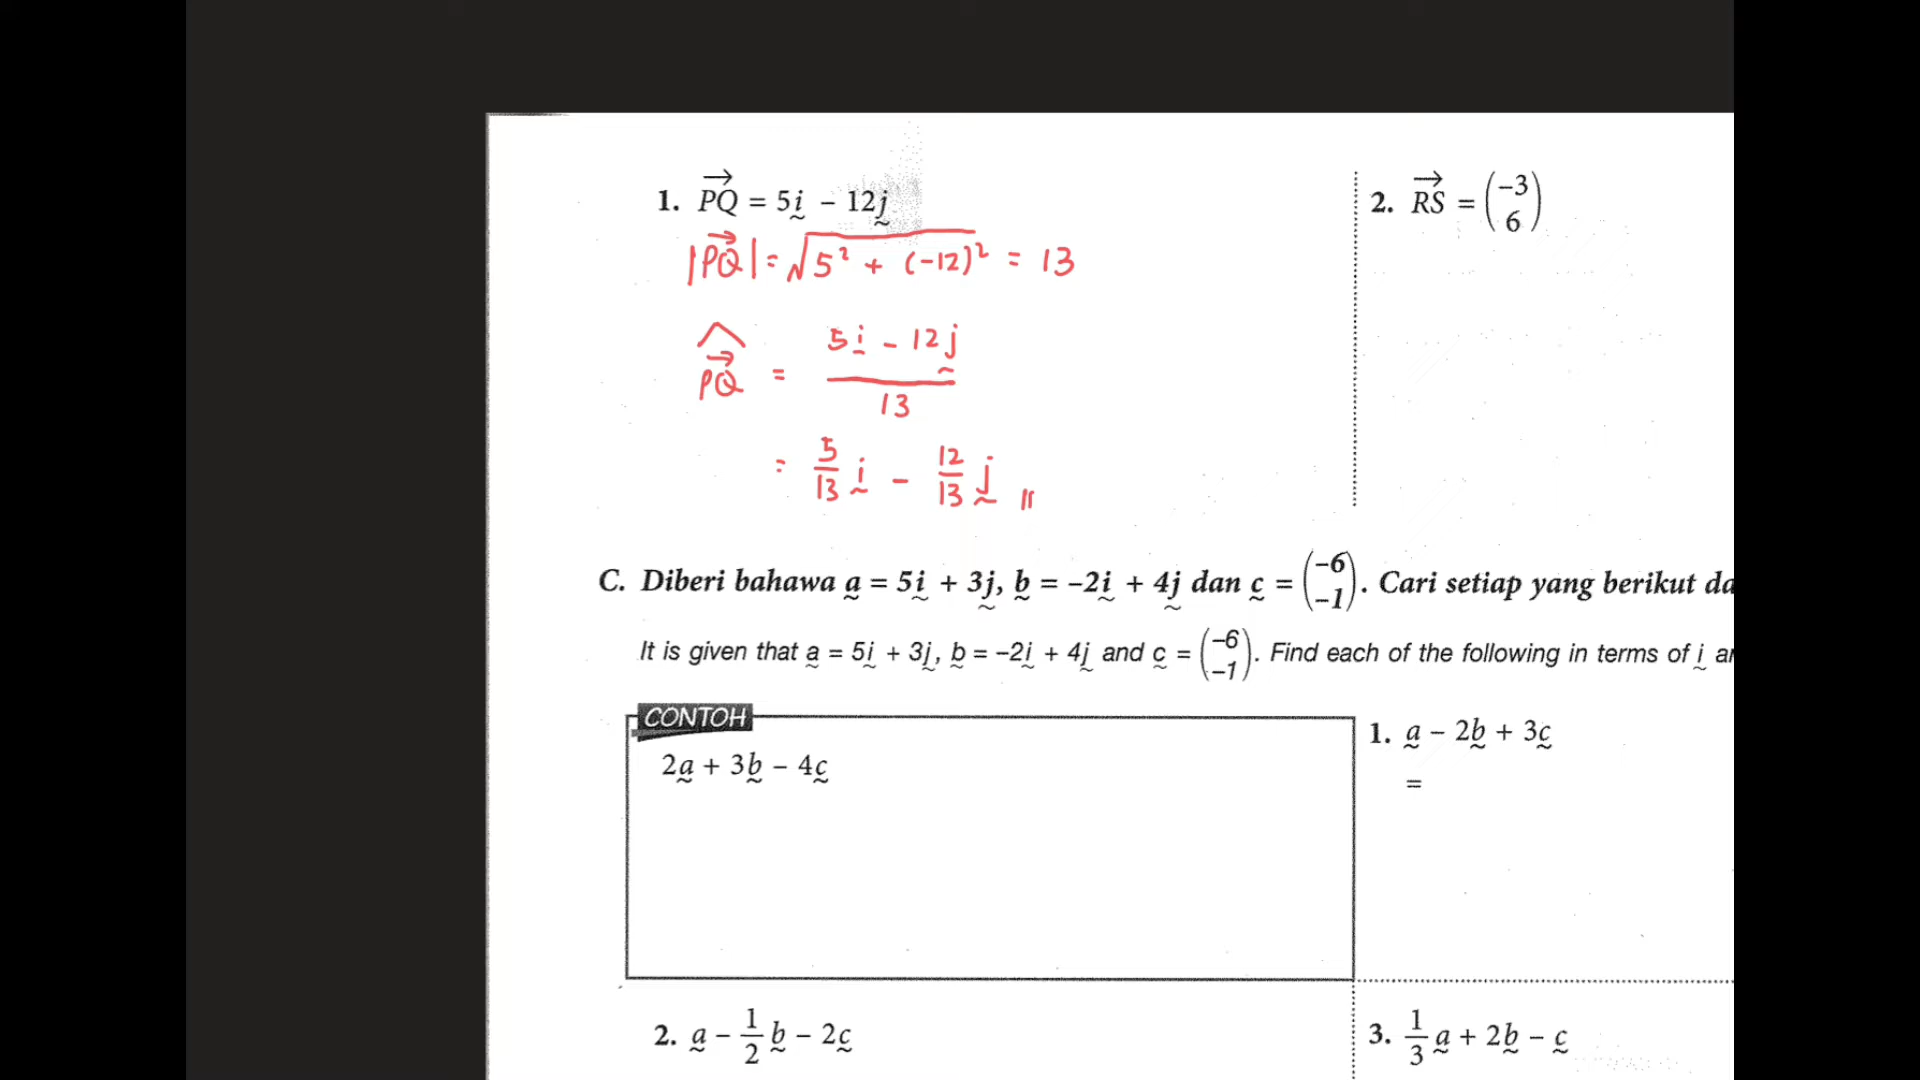 1. PQ = 5i − 12j
|PQ| = √5² + (−12)² = 13
PQ = 5i − 12j
13
= 5/13 i − 12/13 j
2. RS = (−3 6)
C. Diberi bahawa a = 5i + 3j, b = −2i + 4j dan c = (−6 −1). Cari setiap yang berikut da
It is given that a = 5i + 3j, b = −2i + 4j and c = (−6 −1). Find each of the following in terms of i ar
CONTOH
2a + 3b − 4c
1. a − 2b + 3c
=
2. a − 1/2 b − 2c
3. 1/3 a + 2b − c